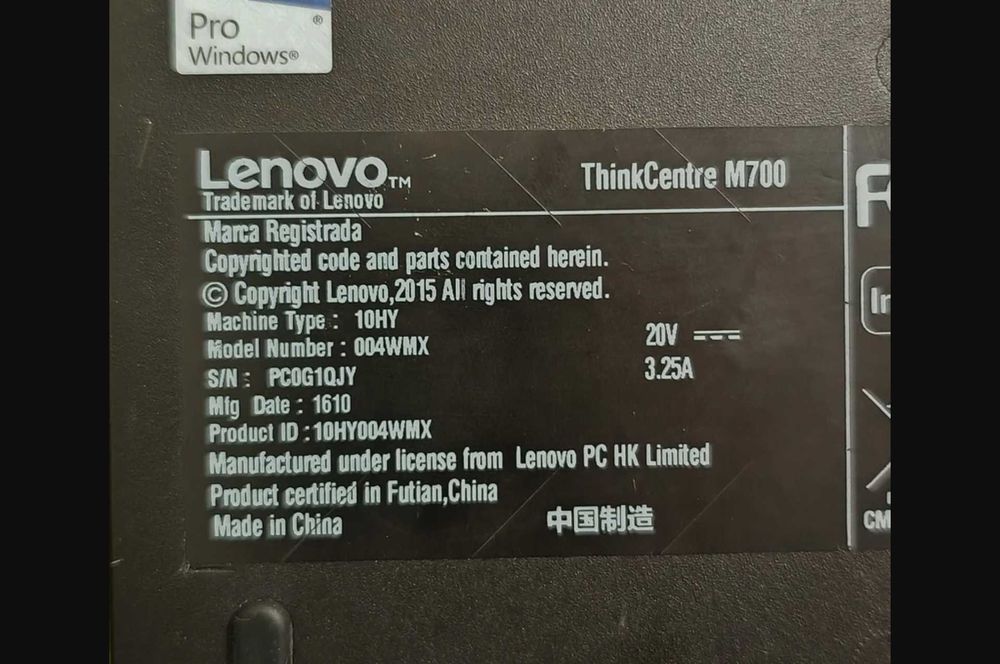 Pro ®
Windows®
Lenovo™
ThinkCentre M700
Trademark of Lenovo
Marca Registrada
Copyrighted code and parts contained herein.
© Copyright Lenovo,2015 All rights reserved.
Machine Type : 10HY
Model Number : 004WMX
20V
S/N : PC0G1QJY
3.25A
Mfg Date : 1610
Product ID :10HY004WMX
Manufactured under license from Lenovo PC HK Limited
Product certified in Futian,China
Made in China
中国制造
CM